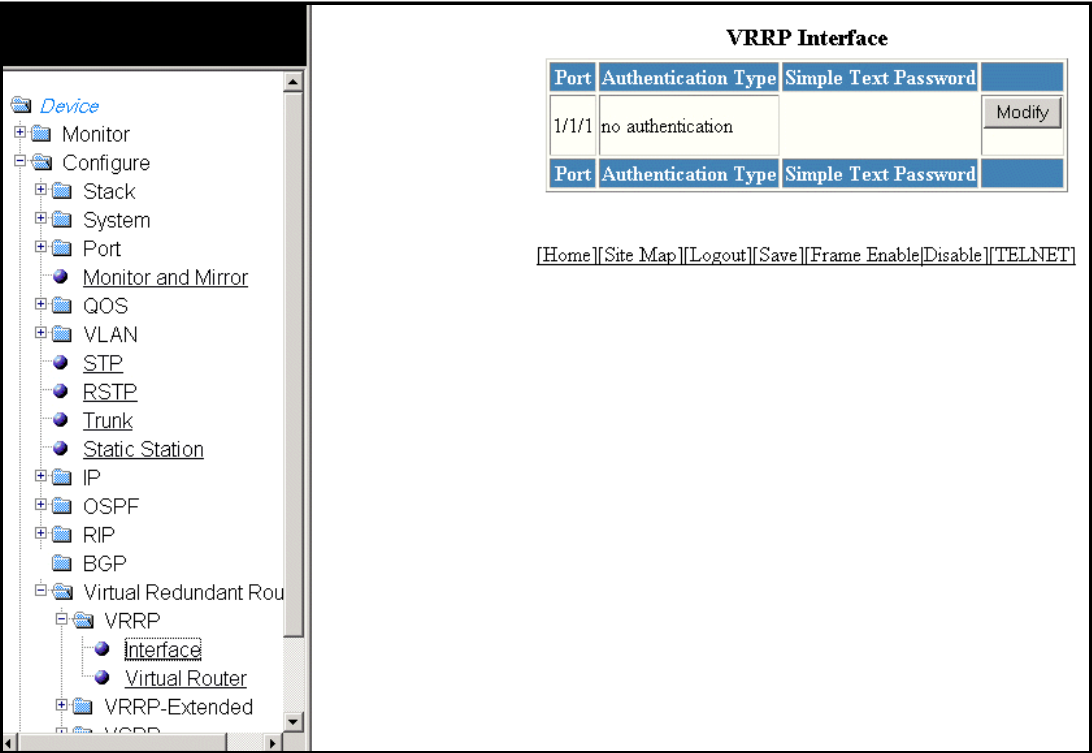 Device
Monitor
Configure
Stack
System
Port
Monitor and Mirror
QOS
VLAN
STP
RSTP
Trunk
Static Station
IP
OSPF
RIP
BGP
Virtual Redundant Rou
VRRP
Interface
Virtual Router
VRRP-Extended
VRRP Interface
Port Authentication Type Simple Text Password
1/1/1 no authentication Modify
Port Authentication Type Simple Text Password
[Home][Site Map][Logout][Save][Frame Enable|Disable][TELNET]